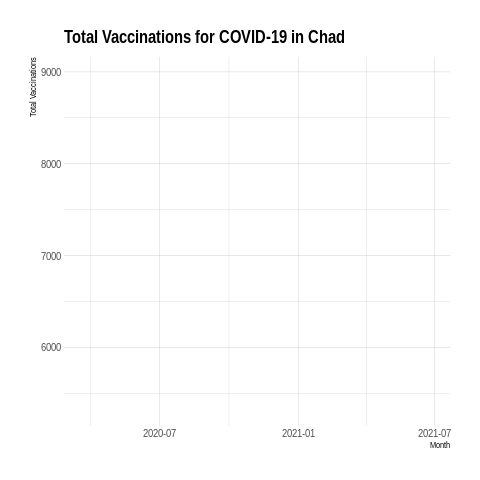 Total Vaccinations for COVID-19 in Chad
Total Vaccinations
9000
8000
7000
6000
2020-07 2021-01 2021-07
Month